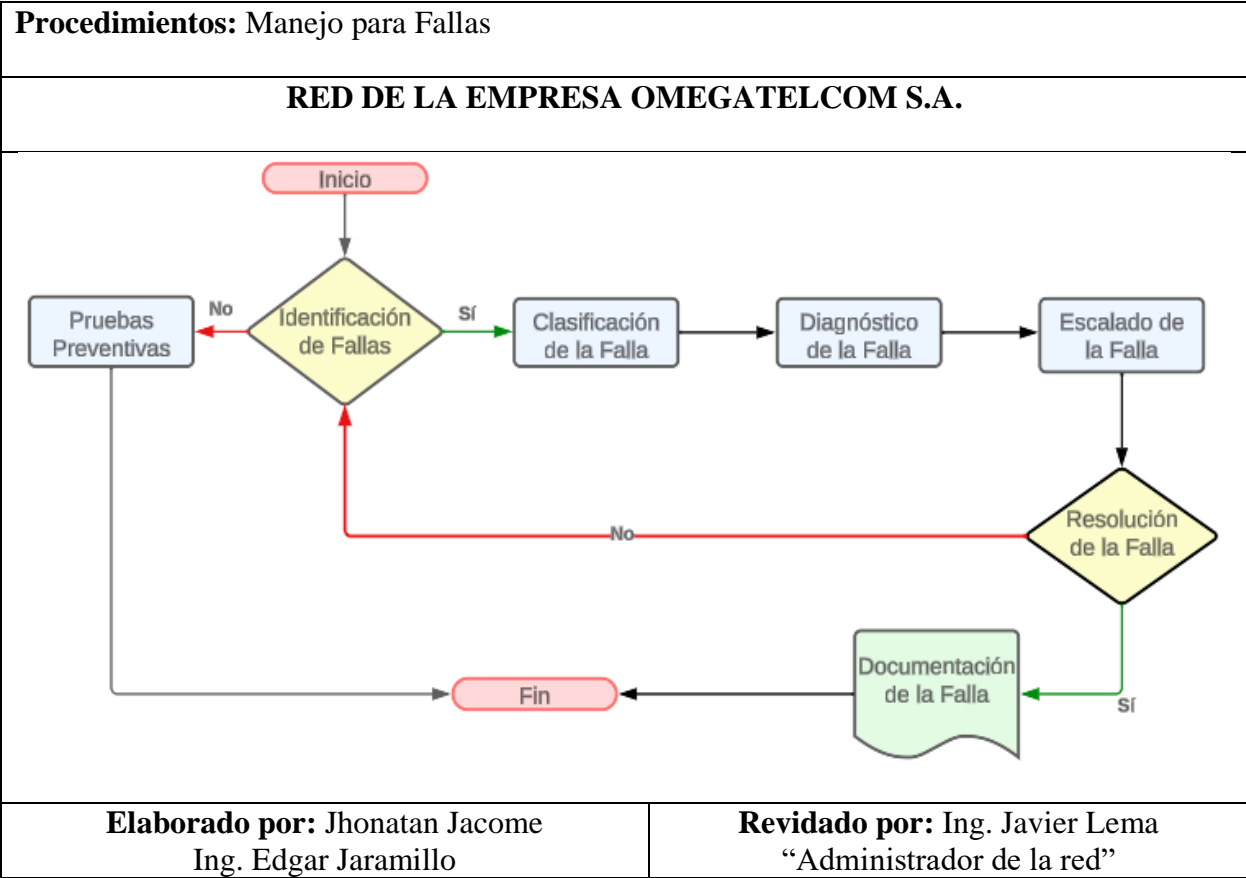 Procedimientos: Manejo para Fallas
RED DE LA EMPRESA OMEGATELCOM S.A.
Inicio
Identificación
de Fallas
No
Pruebas
Preventivas
Sí
Clasificación
de la Falla
Diagnóstico
de la Falla
Escalado de
la Falla
Resolución
de la Falla
No
Sí
Documentación
de la Falla
Fin
Elaborado por: Jhonatan Jacome
Ing. Edgar Jaramillo
Revidado por: Ing. Javier Lema
“Administrador de la red”